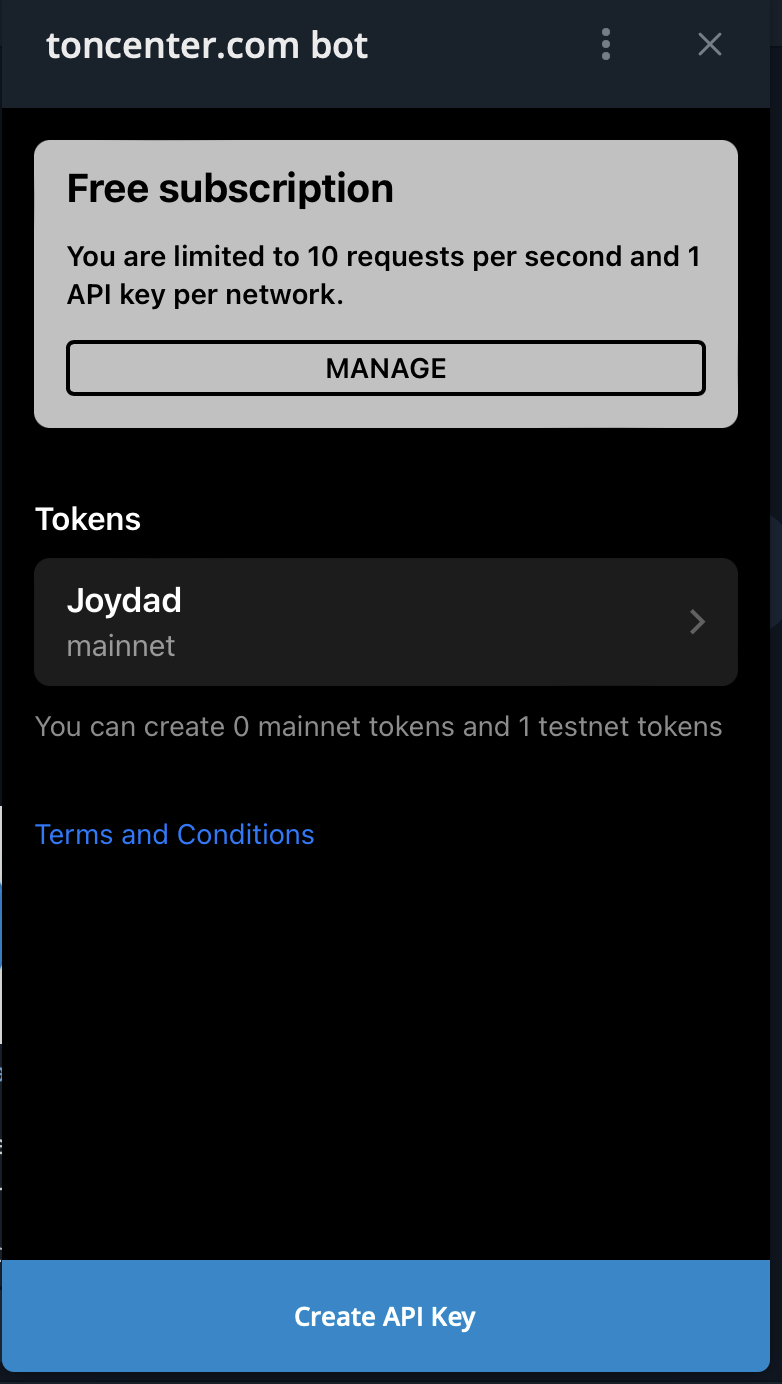 toncenter.com bot
Free subscription
You are limited to 10 requests per second and 1
API key per network.
MANAGE
Tokens
Joydad
mainnet
You can create 0 mainnet tokens and 1 testnet tokens
Terms and Conditions
Create API Key